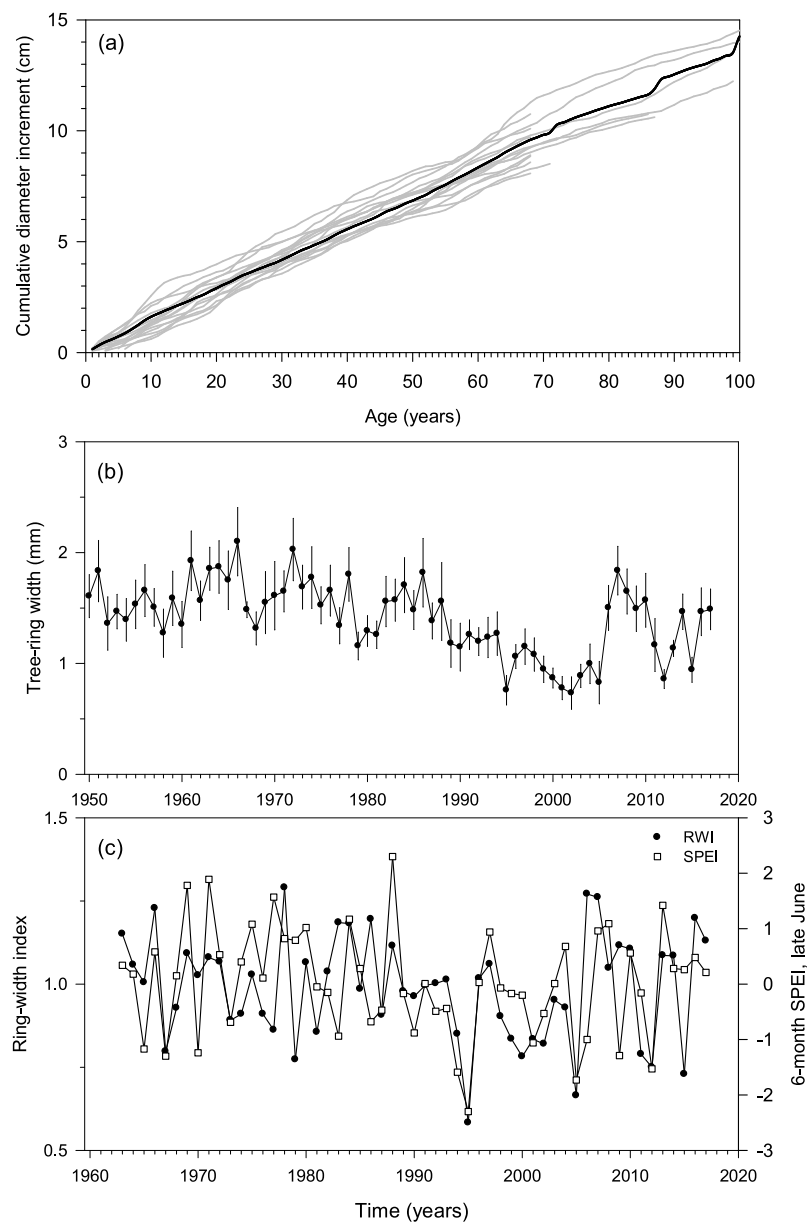 (a)
Cumulative diameter increment (cm)
15
10
5
0
0 10 20 30 40 50 60 70 80 90 100
Age (years)
(b)
Tree-ring width (mm)
3
2
1
0
1950 1960 1970 1980 1990 2000 2010 2020
(c)
RWI
SPEI
Ring-width index
1.5
1.0
0.5
3
2
1
0
-1
-2
-3
6-month SPEI, late June
1960 1970 1980 1990 2000 2010 2020
Time (years)